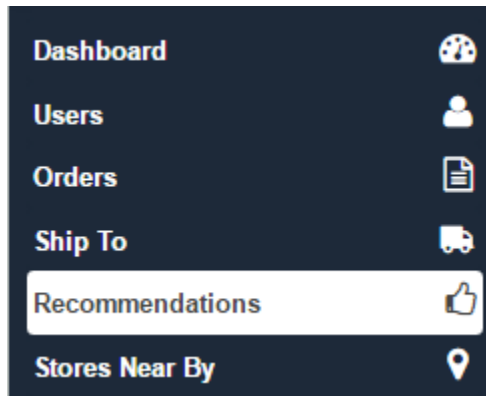 Dashboard
Users
Orders
Ship To
Recommendations
Stores Near By